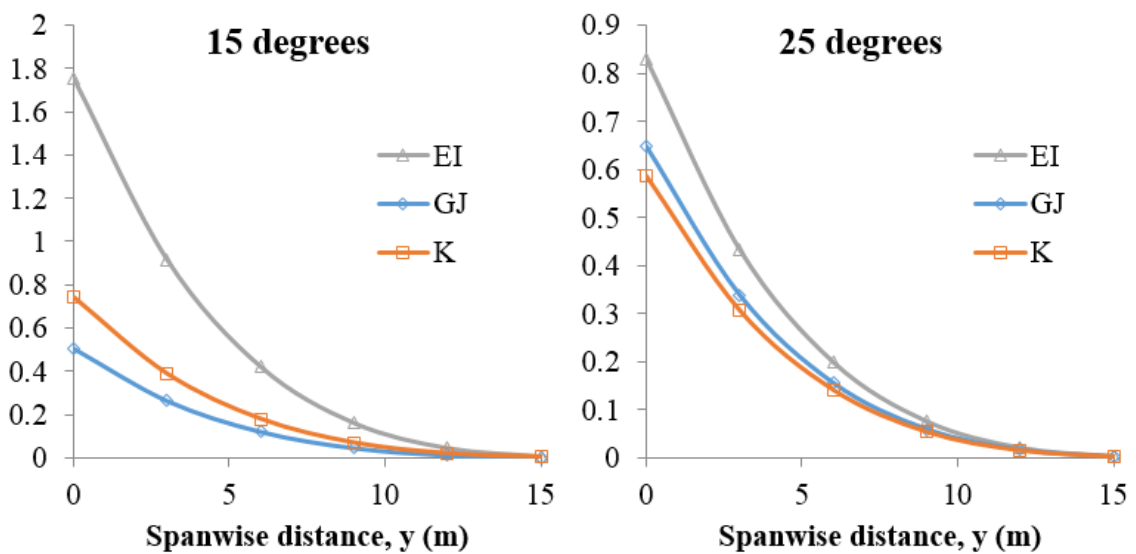 15 degrees
2
1.8
1.6
1.4
1.2
1
0.8
0.6
0.4
0.2
0
0 5 10 15
Spanwise distance, y (m)
EI
GJ
K
25 degrees
0.9
0.8
0.7
0.6
0.5
0.4
0.3
0.2
0.1
0
0 5 10 15
Spanwise distance, y (m)
EI
GJ
K